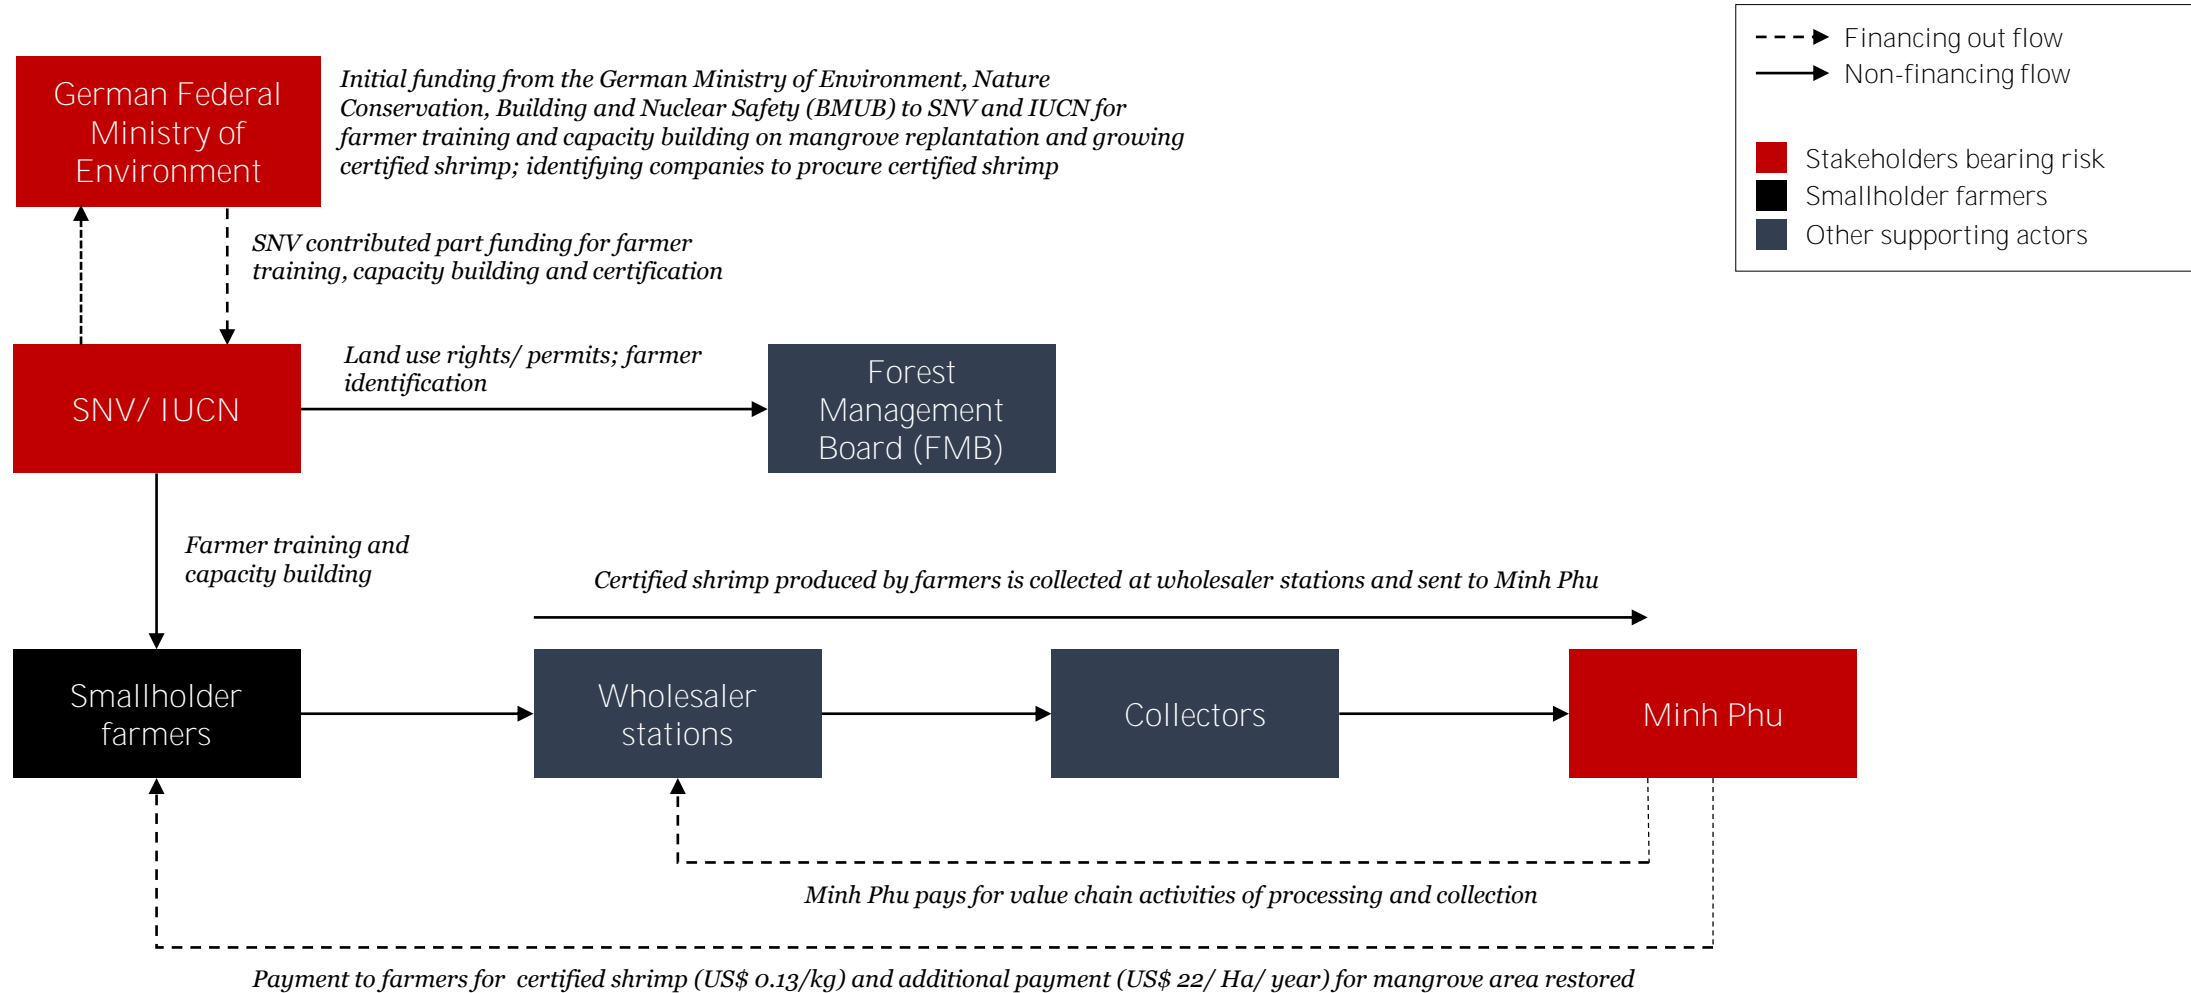 Financing out flow
Non-financing flow
Stakeholders bearing risk
Smallholder farmers
Other supporting actors
German Federal
Ministry of
Environment
Initial funding from the German Ministry of Environment, Nature
Conservation, Building and Nuclear Safety (BMUB) to SNV and IUCN for
farmer training and capacity building on mangrove replantation and growing
certified shrimp; identifying companies to procure certified shrimp
SNV contributed part funding for farmer
training, capacity building and certification
SNV/ IUCN
Land use rights/ permits; farmer
identification
Forest
Management
Board (FMB)
Farmer training and
capacity building
Certified shrimp produced by farmers is collected at wholesaler stations and sent to Minh Phu
Smallholder
farmers
Wholesaler
stations
Collectors
Minh Phu
Minh Phu pays for value chain activities of processing and collection
Payment to farmers for certified shrimp (US$ 0.13/kg) and additional payment (US$ 22/ Ha/ year) for mangrove area restored